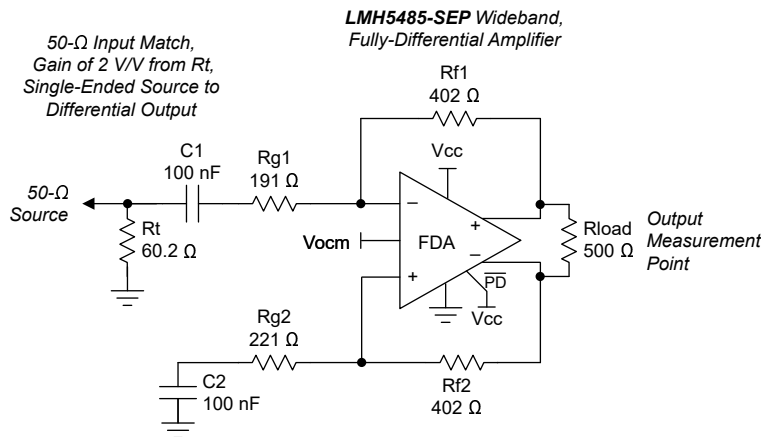 LMH5485-SEP Wideband,
Fully-Differential Amplifier
50-Ω Input Match,
Gain of 2 V/V from Rt,
Single-Ended Source to
Differential Output
Rf1
402 Ω
C1
100 nF
Rg1
191 Ω
Vcc
50-Ω
Source
Rt
60.2 Ω
Vocm
−
+
FDA
+
−
PD
Vcc
Rload
500 Ω
Output
Measurement
Point
Rg2
221 Ω
C2
100 nF
Rf2
402 Ω